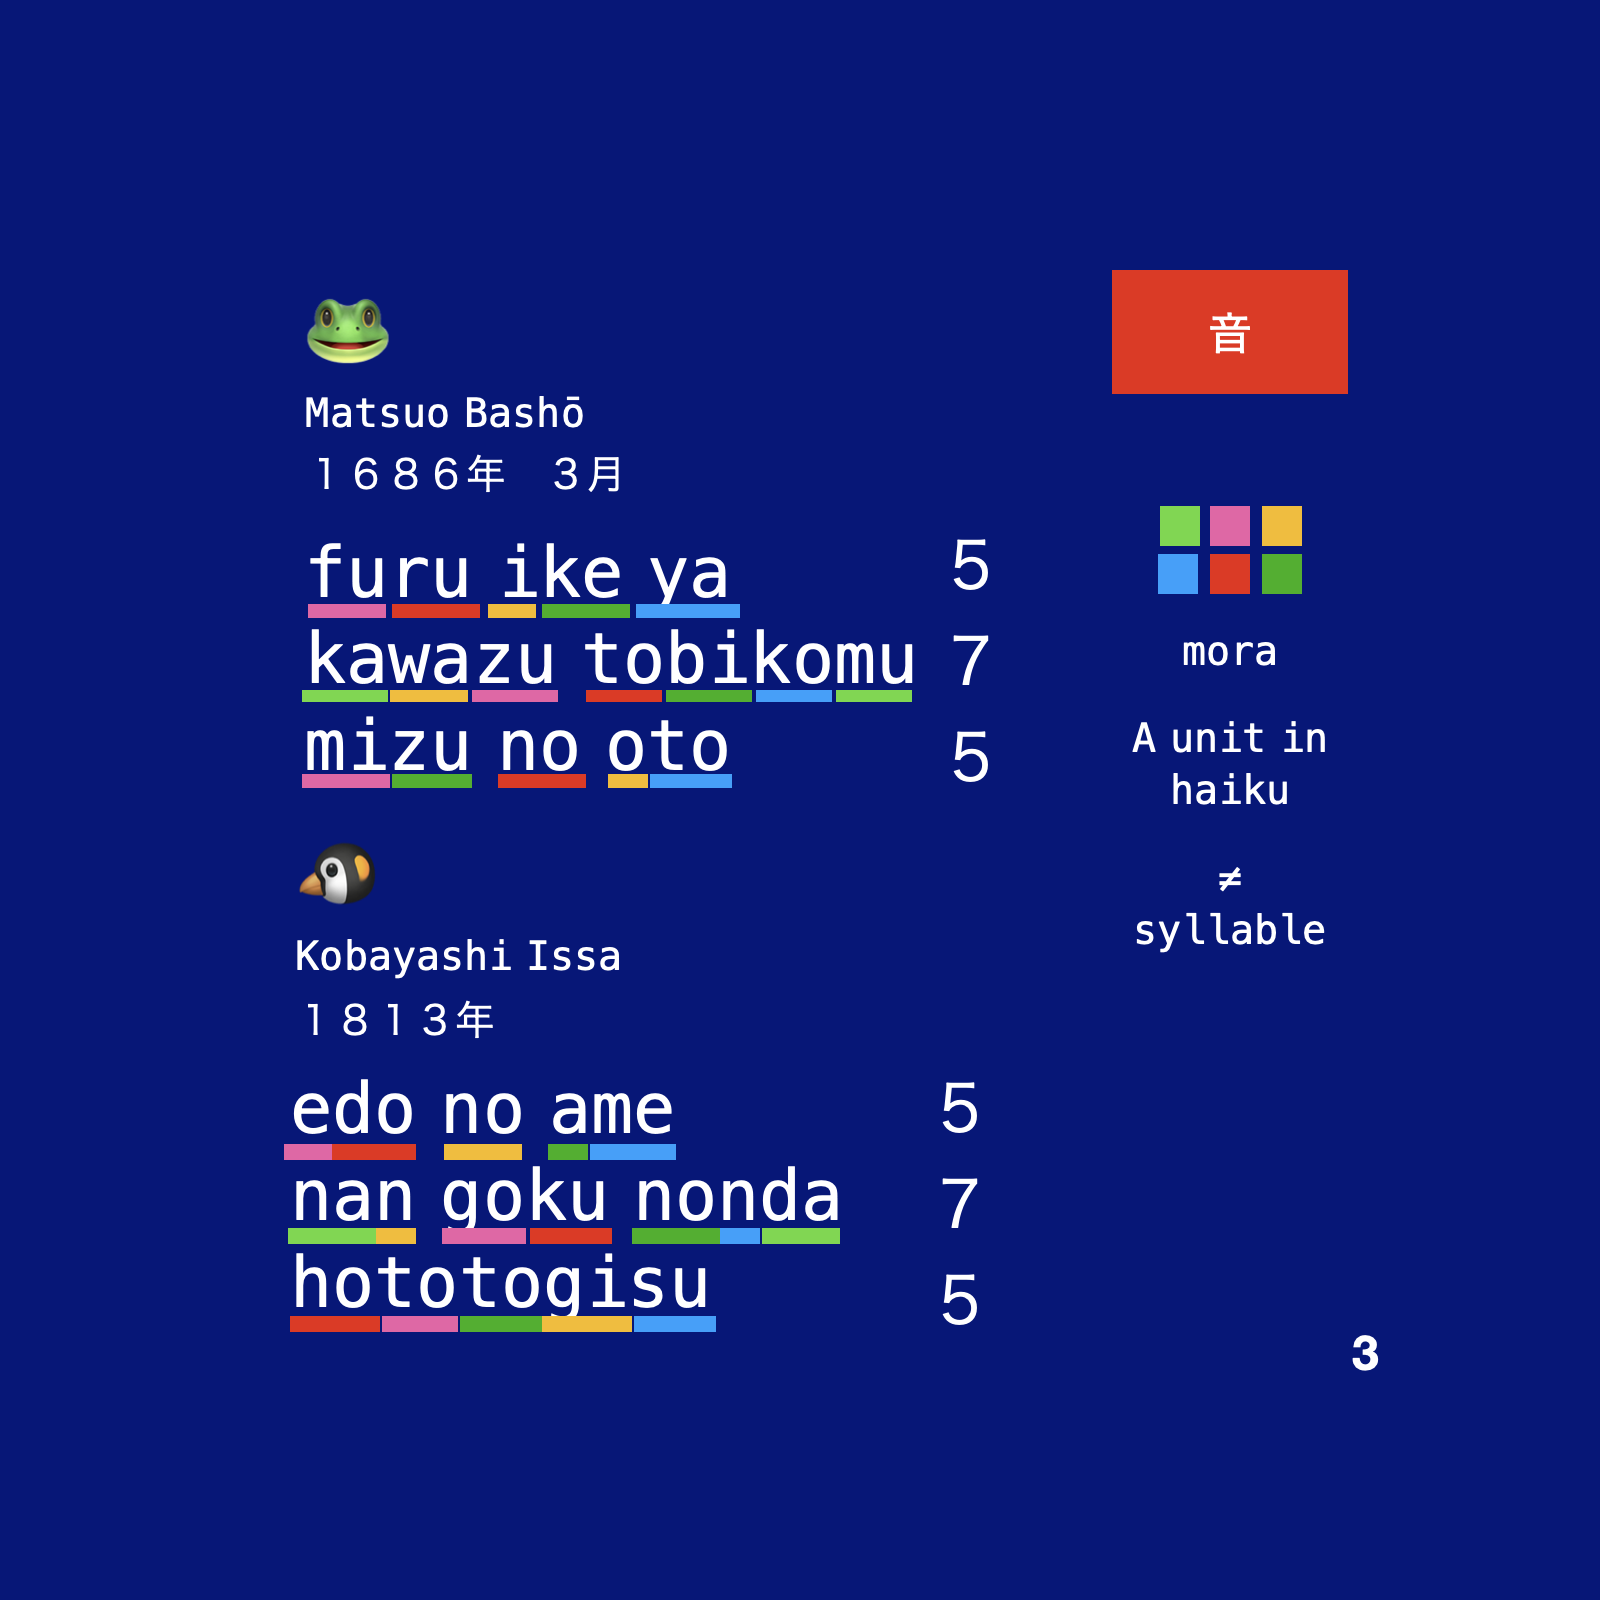 Matsuo Bashō
１６８６年　３月
furu ike ya 5
kawazu tobikomu 7
mizu no oto 5
Kobayashi Issa
１８１３年
edo no ame 5
nan goku nonda 7
hototogisu 5
音
mora
A unit in
haiku
≠
syllable
3